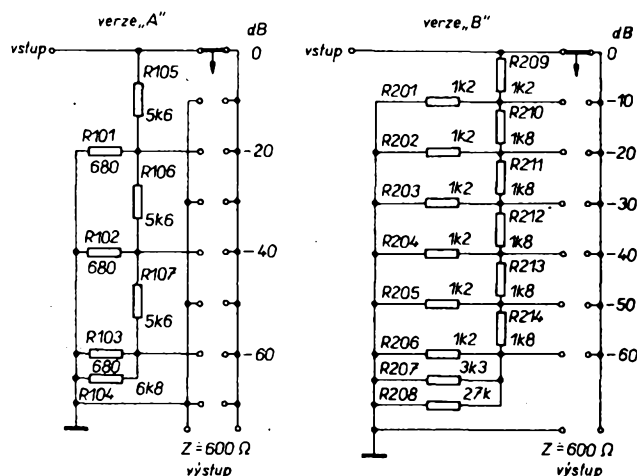 verze„A"
dB
vstup
0
R105
5k6
R101
680
-20
R106
5k6
R102
680
-40
R107
5k6
R103
680
-60
R104
6k8
Z = 600 Ω
výstup
verze„B"
dB
vstup
0
R209
1k2
R201
1k2
-10
R210
1k8
R202
1k2
-20
R211
1k8
R203
1k2
-30
R212
1k8
R204
1k2
-40
R213
1k8
R205
1k2
-50
R214
1k8
R206
1k2
-60
R207
3k3
R208
27k
Z = 600 Ω
výstup